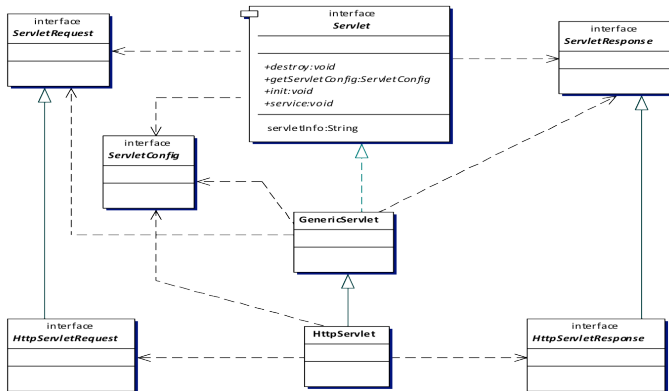 interface
ServletRequest
interface
Servlet
+destroy:void
+getServletConfig:ServletConfig
+init:void
+service:void
servletInfo:String
interface
ServletResponse
interface
ServletConfig
GenericServlet
interface
HttpServletRequest
HttpServlet
interface
HttpServletResponse